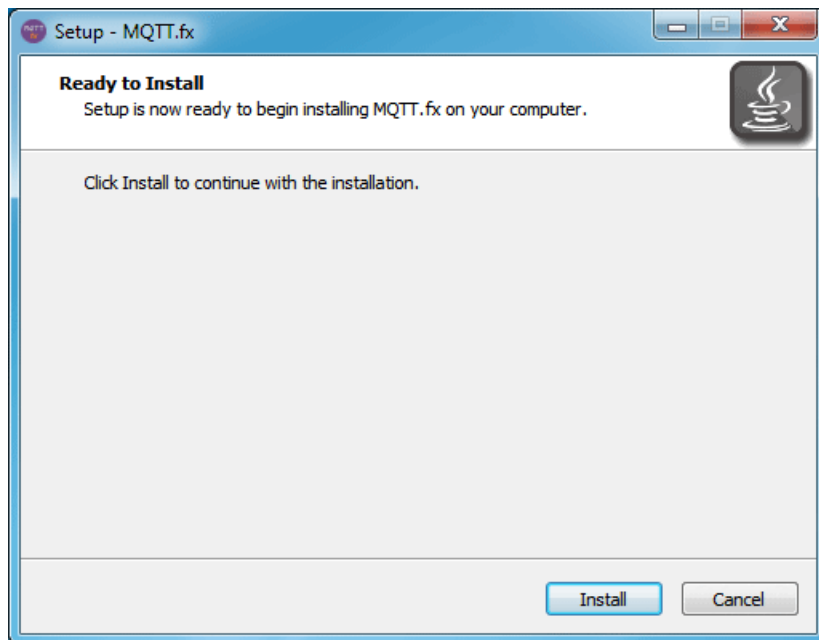 Setup - MQTT.fx
Ready to Install
Setup is now ready to begin installing MQTT.fx on your computer.
Click Install to continue with the installation.
Install
Cancel